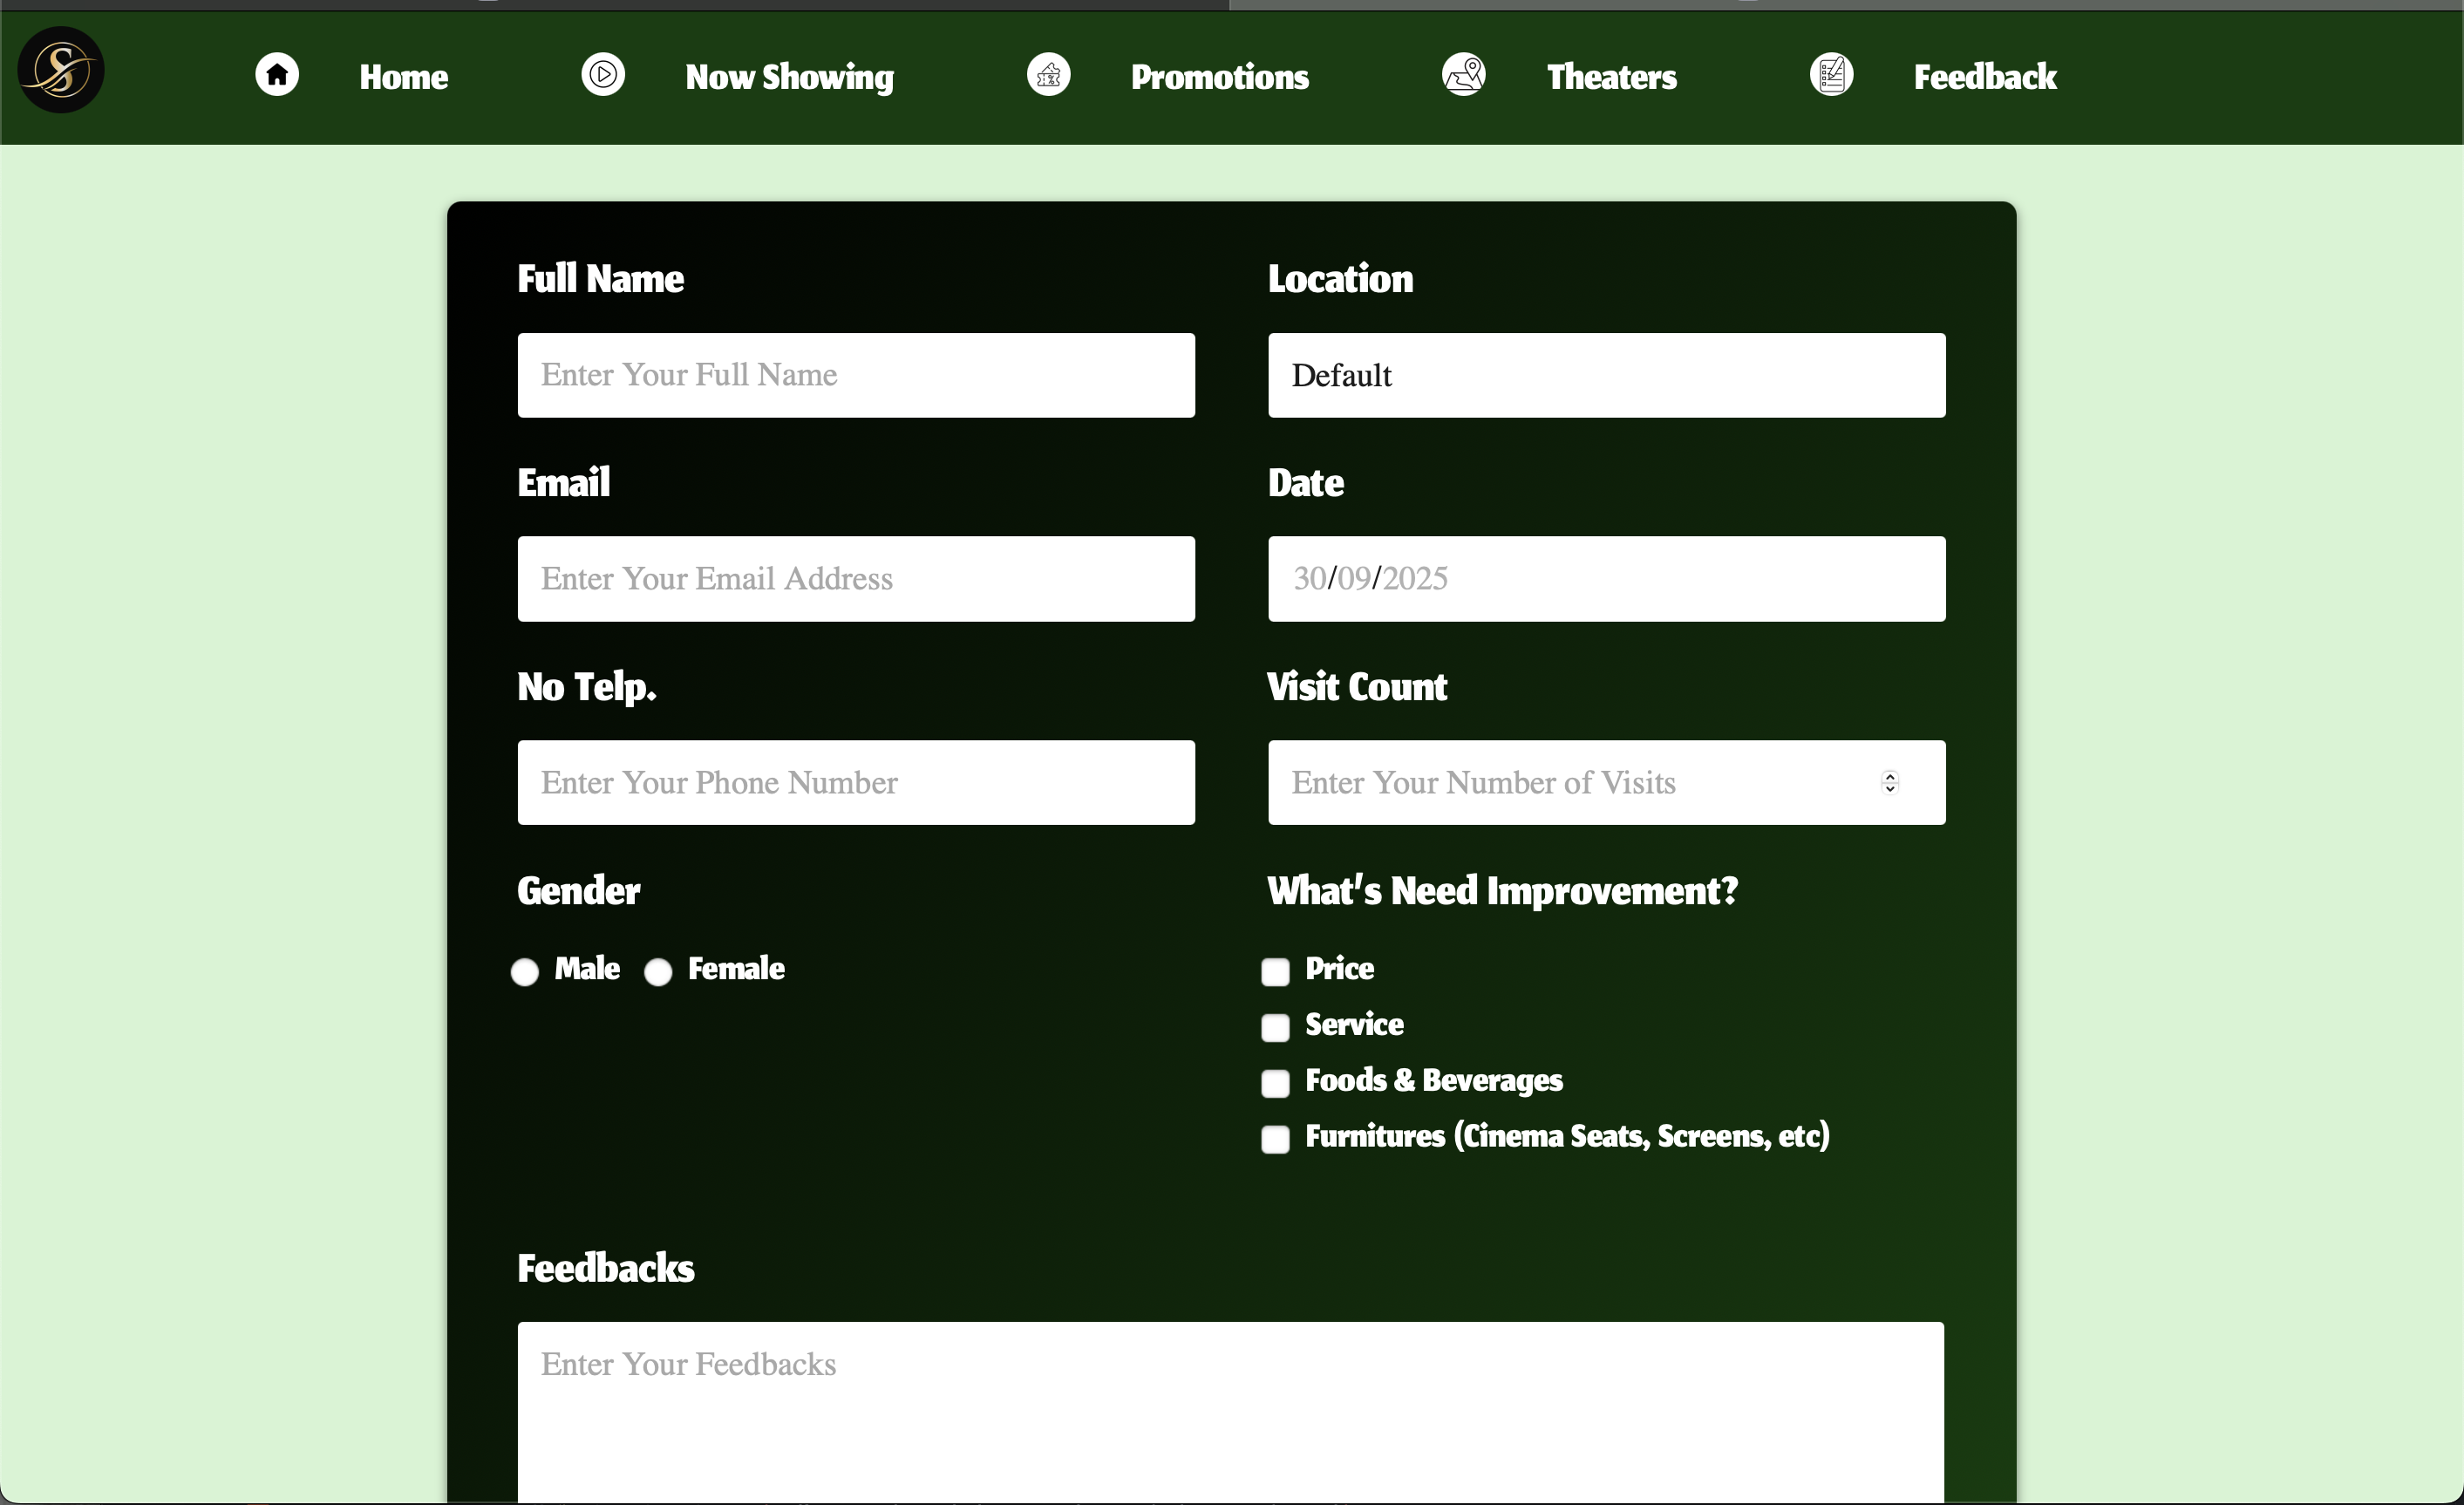 S
Home Now Showing Promotions Theaters Feedback
Full Name
Enter Your Full Name
Location
Default
Email
Enter Your Email Address
Date
30/09/2025
No Telp.
Enter Your Phone Number
Visit Count
Enter Your Number of Visits
Gender
Male Female
What's Need Improvement?
Price
Service
Foods & Beverages
Furnitures (Cinema Seats, Screens, etc)
Feedbacks
Enter Your Feedbacks